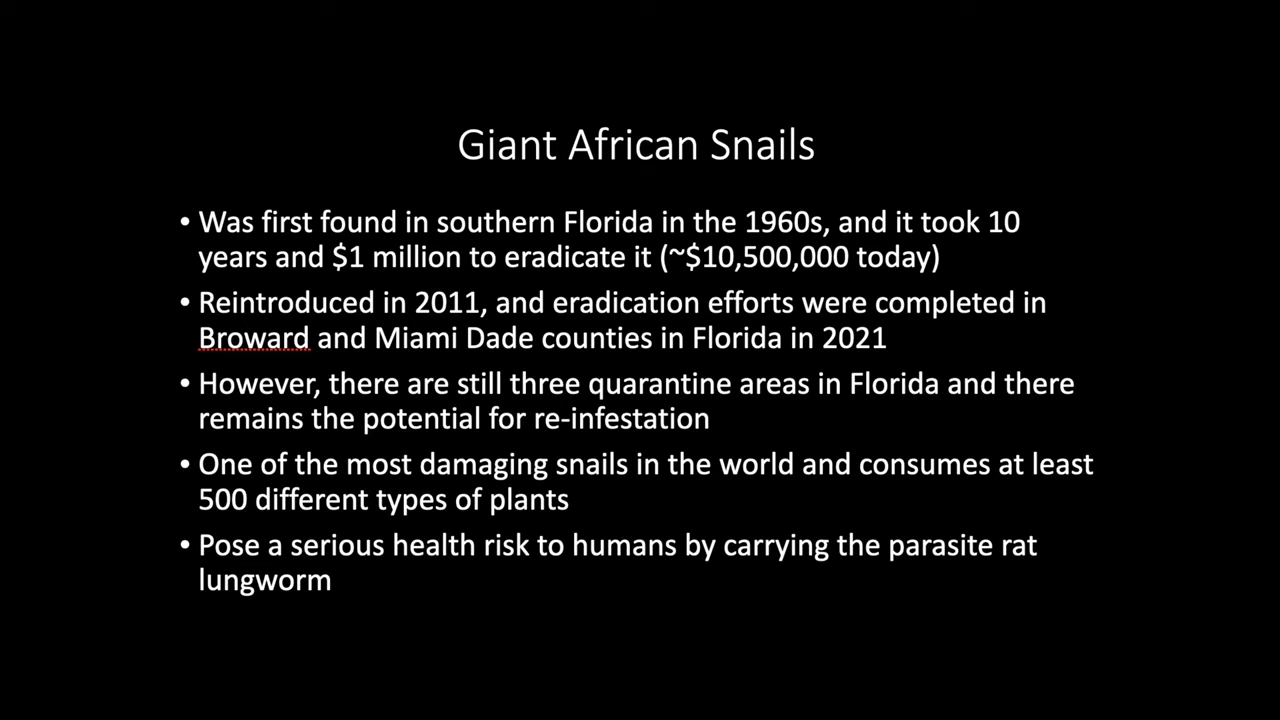 Giant African Snails
• Was first found in southern Florida in the 1960s, and it took 10
years and $1 million to eradicate it (~$10,500,000 today)
• Reintroduced in 2011, and eradication efforts were completed in
Broward and Miami Dade counties in Florida in 2021
• However, there are still three quarantine areas in Florida and there
remains the potential for re-infestation
• One of the most damaging snails in the world and consumes at least
500 different types of plants
• Pose a serious health risk to humans by carrying the parasite rat
lungworm